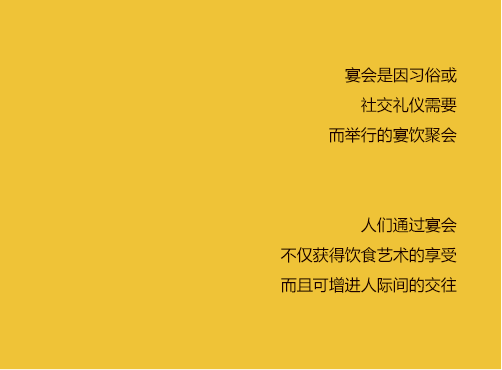 宴会是因习俗或
社交礼仪需要
而举行的宴饮聚会
人们通过宴会
不仅获得饮食艺术的享受
而且可增进人际间的交往